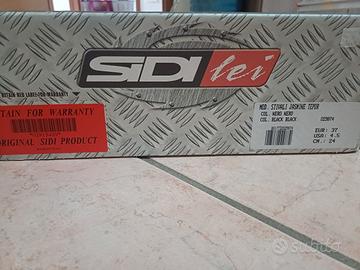 RETAIN RED LABEL FOR WARRANTY
SIDI lei
TAIN FOR WARRANTY
ORIGINAL SIDI PRODUCT
MOD. STIVALI JASMINE TEPOR
COL. NERO NERO
COL. BLACK BLACK
EUR: 37
USA: 4.5
CM.: 24
subito